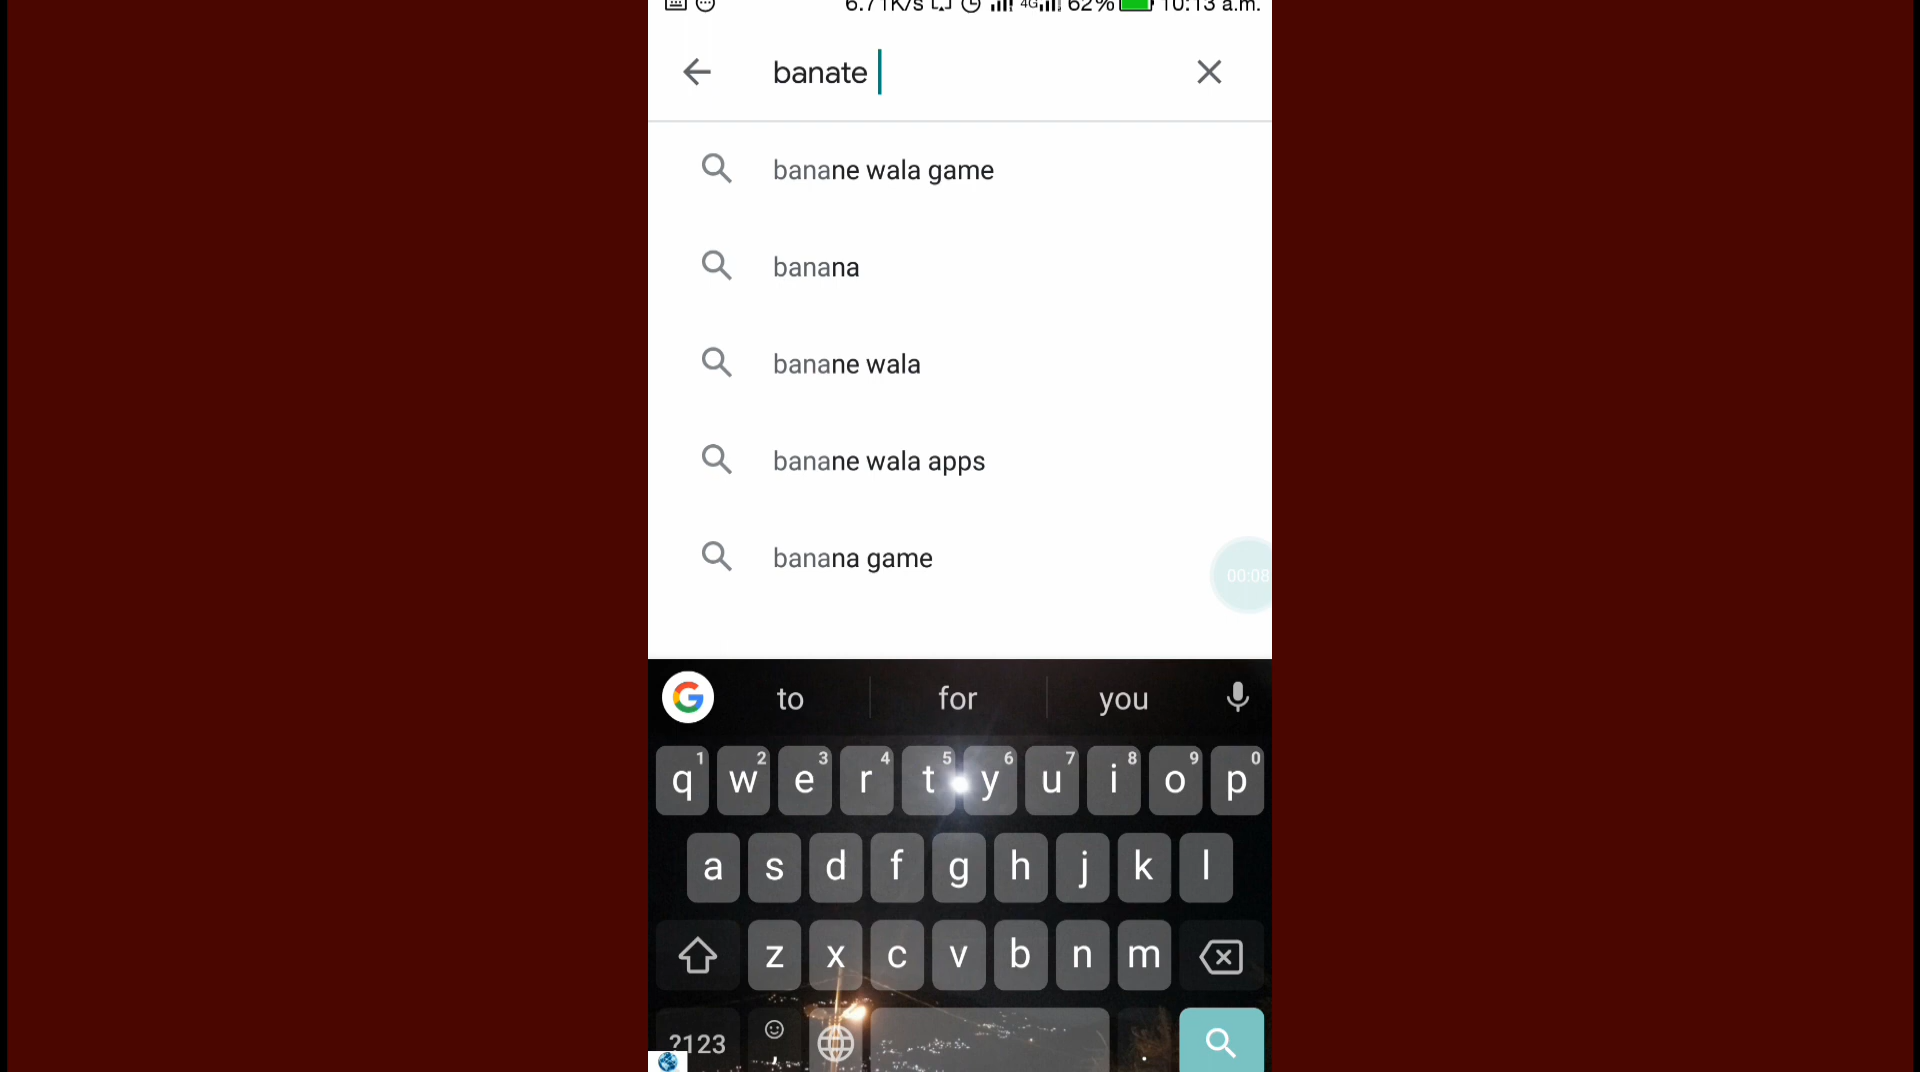 6.71K/s 4G 62% 10:13 a.m.
banate
banane wala game
banana
banane wala
banane wala apps
banana game
00:08
to for you
q1 w2 e3 r4 t5 y6 u7 i8 o9 p0
a s d f g h j k l
z x c v b n m
?123 , .